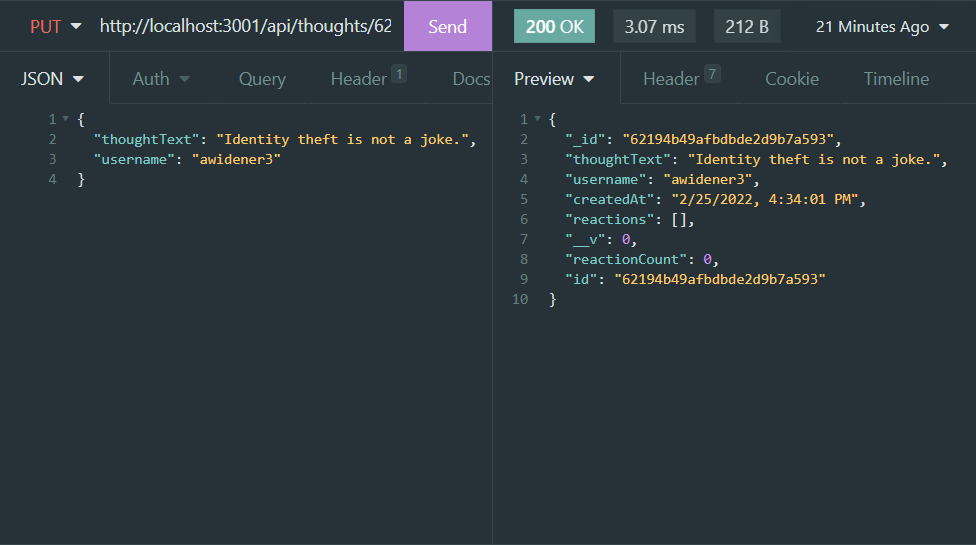 PUT http://localhost:3001/api/thoughts/62 Send 200 OK 3.07 ms 212 B 21 Minutes Ago
JSON Auth Query Header 1 Docs Preview Header 7 Cookie Timeline
1 {
2 "thoughtText": "Identity theft is not a joke.",
3 "username": "awidener3"
4 }
1 {
2 "_id": "62194b49afbdbde2d9b7a593",
3 "thoughtText": "Identity theft is not a joke.",
4 "username": "awidener3",
5 "createdAt": "2/25/2022, 4:34:01 PM",
6 "reactions": [],
7 "__v": 0,
8 "reactionCount": 0,
9 "id": "62194b49afbdbde2d9b7a593"
10 }